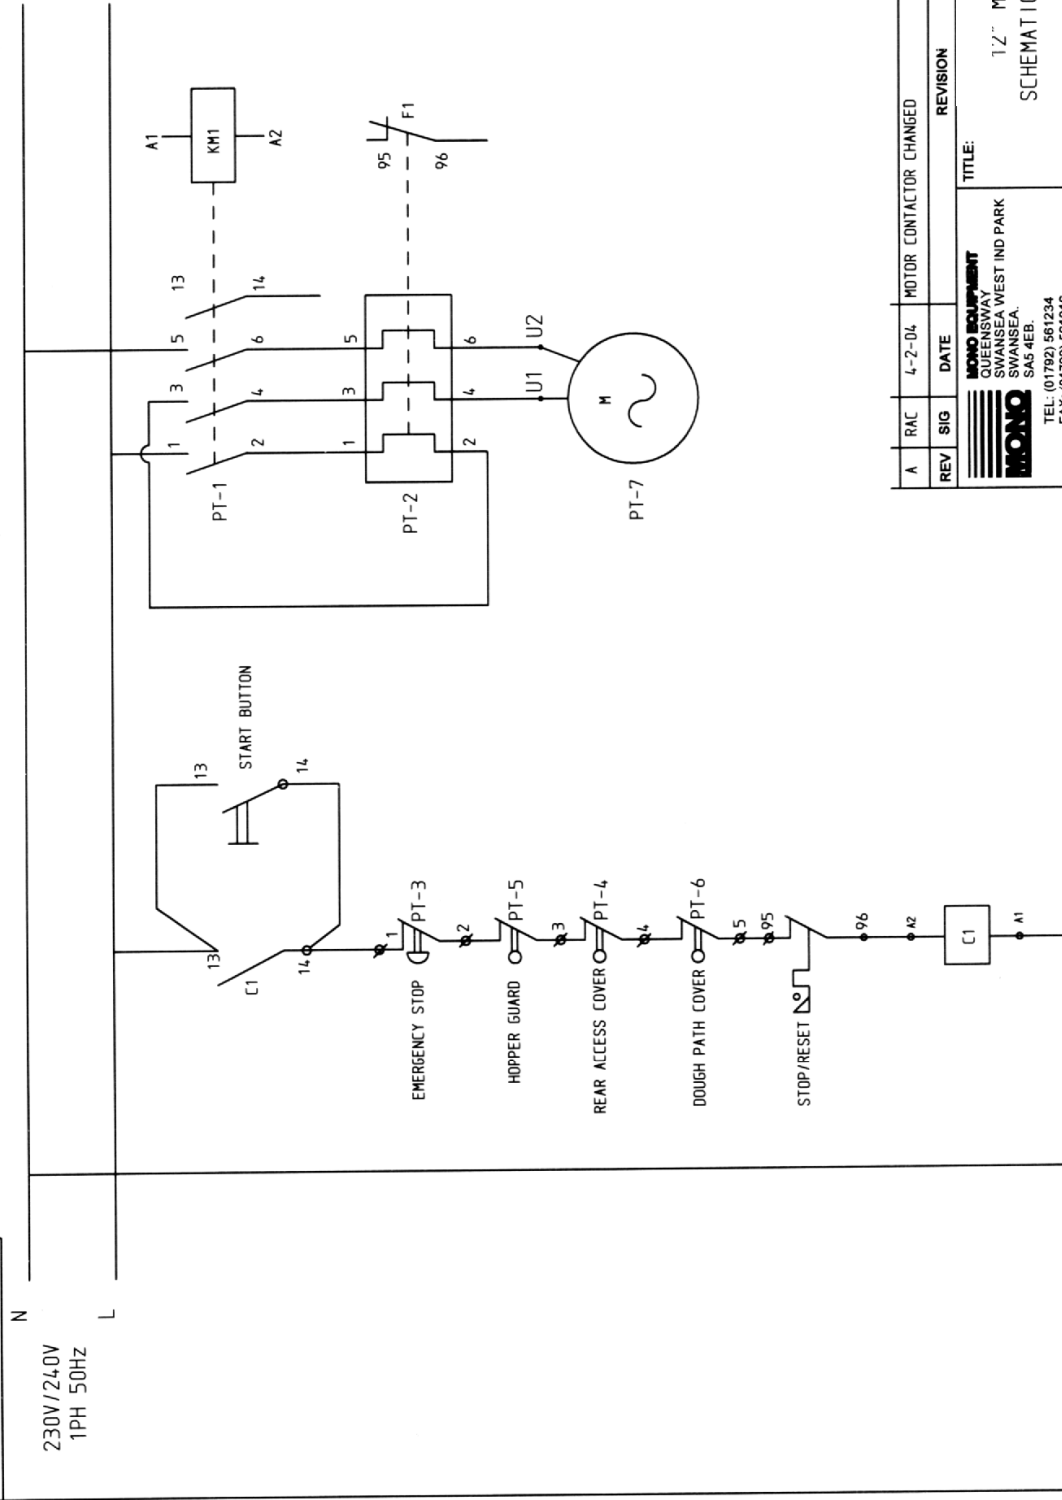 N
230V/240V
1PH 50HZ
L
13
C1
14
13
START BUTTON
14
1
EMERGENCY STOP
PT-3
2
HOPPER GUARD
PT-5
3
REAR ACCESS COVER
PT-4
4
DOUGH PATH COVER
PT-6
5
95
STOP/RESET
96
A2
C1
A1
1
3
5
13
PT-1
2
4
6
14
A1
KM1
A2
1
3
5
PT-2
2
4
6
95
F1
96
U1
U2
M
PT-7
A
RAC
4-2-04
MOTOR CONTACTOR CHANGED
REV
SIG
DATE
REVISION
MONO
MONO EQUIPMENT
QUEENSWAY
SWANSEA WEST IND PARK
SWANSEA.
SA5 4EB.
TEL: (01792) 561234
TITLE:
12" M
SCHEMATIC